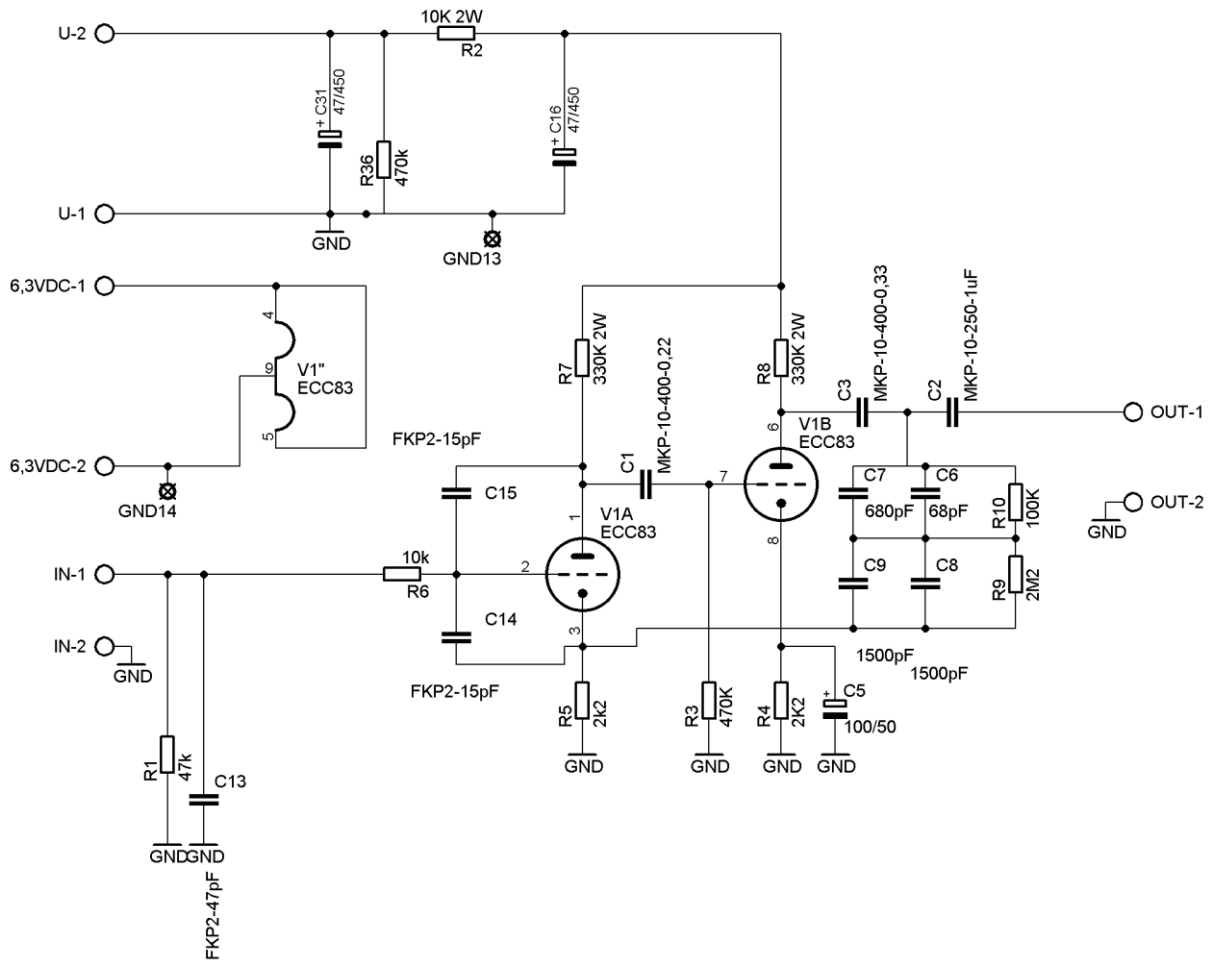 10K 2W
U-2
R2
+ C31
47/450
+ C16
47/450
R36
470k
U-1
GND
GND13
6,3VDC-1
4
9
V1"
ECC83
5
R7
330K 2W
R8
330K 2W
C3
MKP-10-400-0,33
C2
MKP-10-250-1uF
OUT-1
C1
MKP-10-400-0,22
6
V1B
ECC83
FKP2-15pF
6,3VDC-2
GND14
C15
7
C7
680pF
C6
68pF
R10
100K
OUT-2
GND
1
V1A
ECC83
8
IN-1
10k
R6
2
C9
C8
R9
2M2
C14
3
IN-2
GND
FKP2-15pF
1500pF
1500pF
R5
2k2
R3
470K
R4
2K2
+
C5
100/50
GND
GND
GND
GND
R1
47k
C13
GND
GND
FKP2-47pF